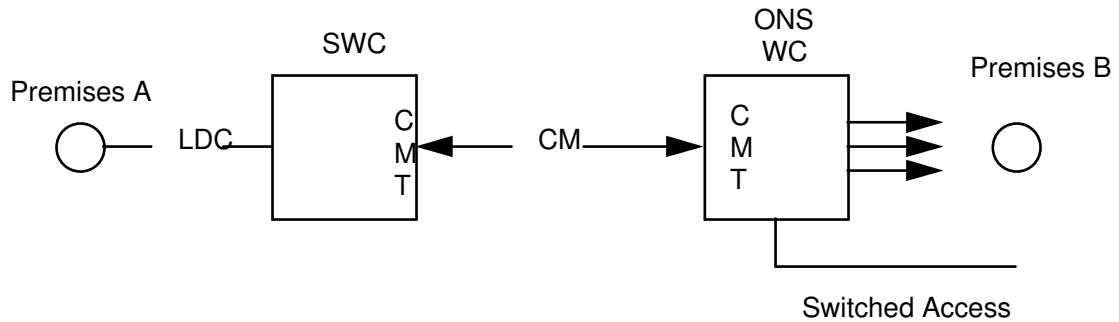 SWC
ONS
WC
Premises A
Premises B
LDC
C
M
T
CM
C
M
T
Switched Access